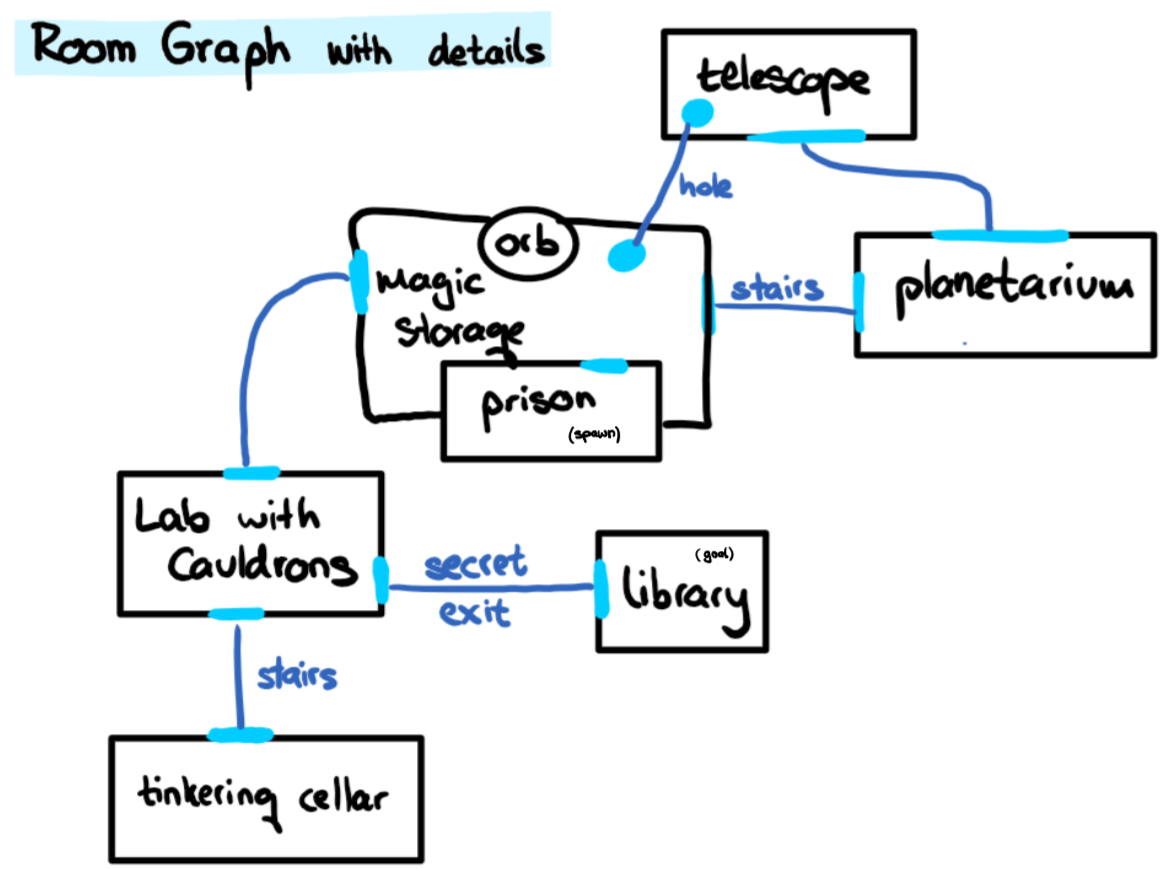 Room Graph with details
telescope
hole
orb
magic
storage
stairs
planetarium
prison
(spawn)
Lab with
Cauldrons
secret
exit
(goal)
library
stairs
tinkering cellar